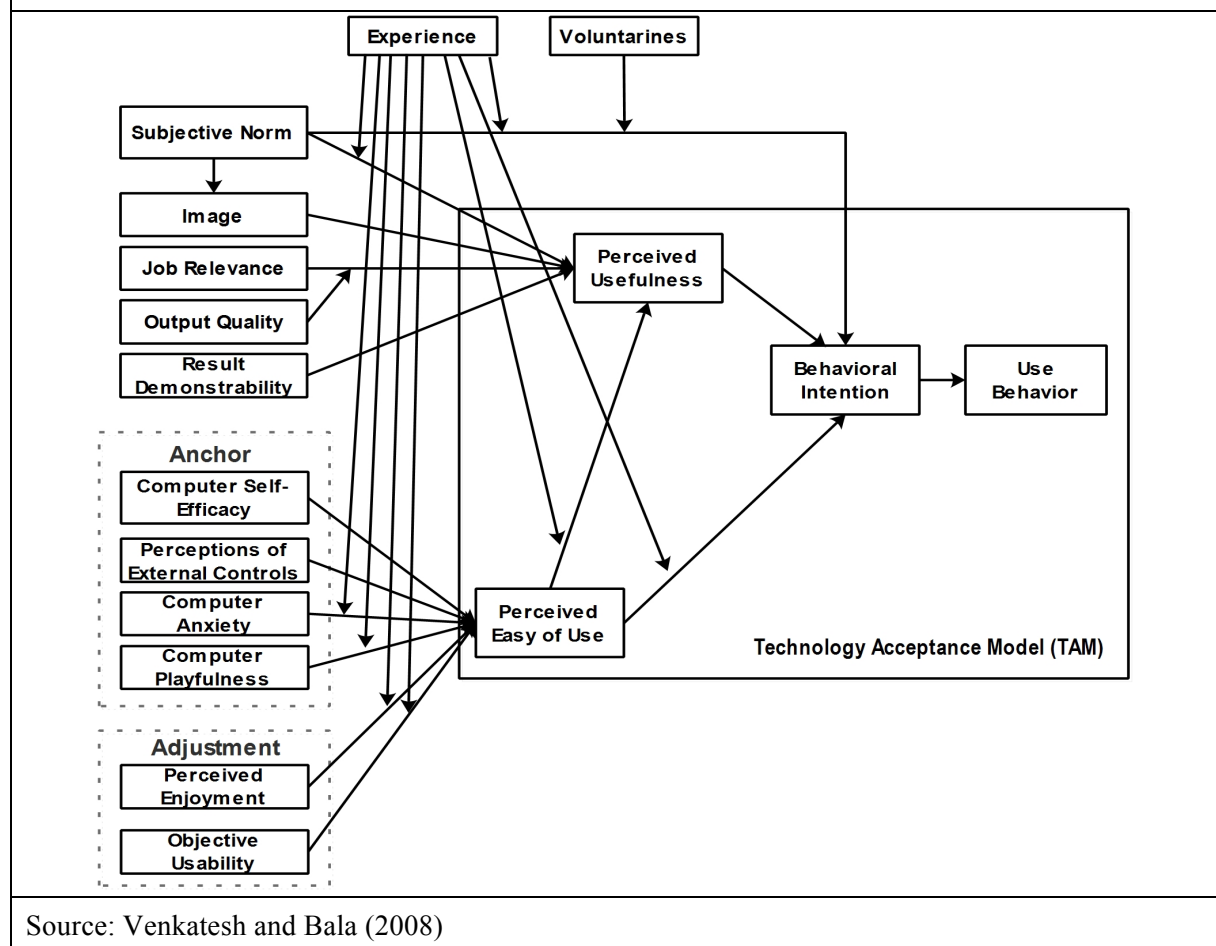 Experience
Voluntarines
Subjective Norm
Image
Job Relevance
Output Quality
Result
Demonstrability
Perceived
Usefulness
Behavioral
Intention
Use
Behavior
Anchor
Computer Self-
Efficacy
Perceptions of
External Controls
Computer
Anxiety
Computer
Playfulness
Perceived
Easy of Use
Technology Acceptance Model (TAM)
Adjustment
Perceived
Enjoyment
Objective
Usability
Source: Venkatesh and Bala (2008)